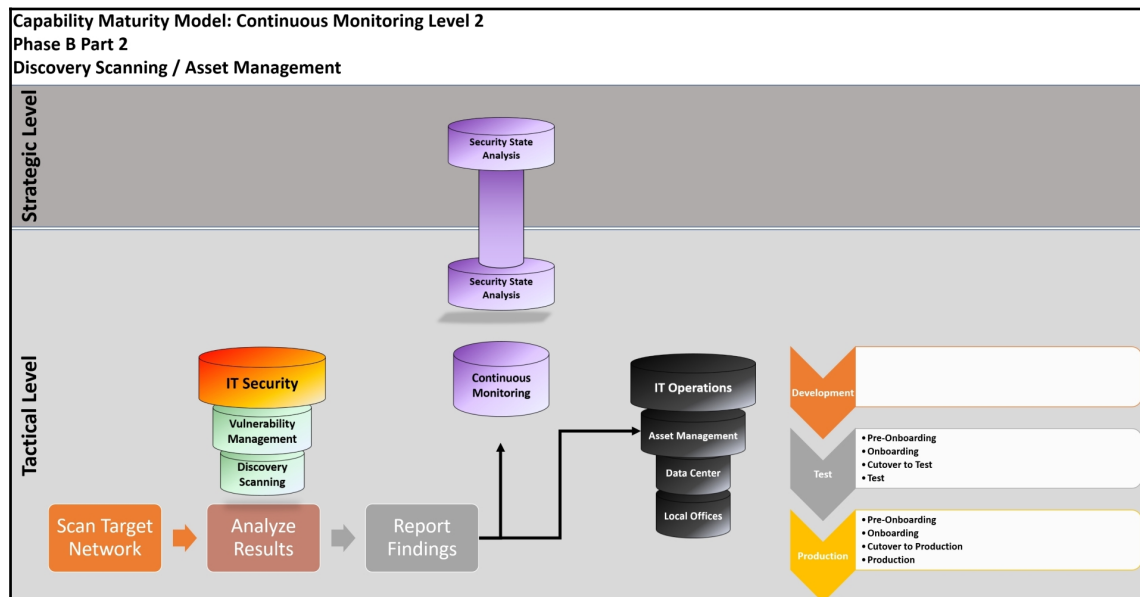 Capability Maturity Model: Continuous Monitoring Level 2
Phase B Part 2
Discovery Scanning / Asset Management
Strategic Level
Security State
Analysis
Security State
Analysis
Tactical Level
IT Security
Vulnerability
Management
Discovery
Scanning
Continuous
Monitoring
IT Operations
Asset Management
Data Center
Local Offices
Scan Target
Network
Analyze
Results
Report
Findings
Development
Test
• Pre-Onboarding
• Onboarding
• Cutover to Test
• Test
Production
• Pre-Onboarding
• Onboarding
• Cutover to Production
• Production